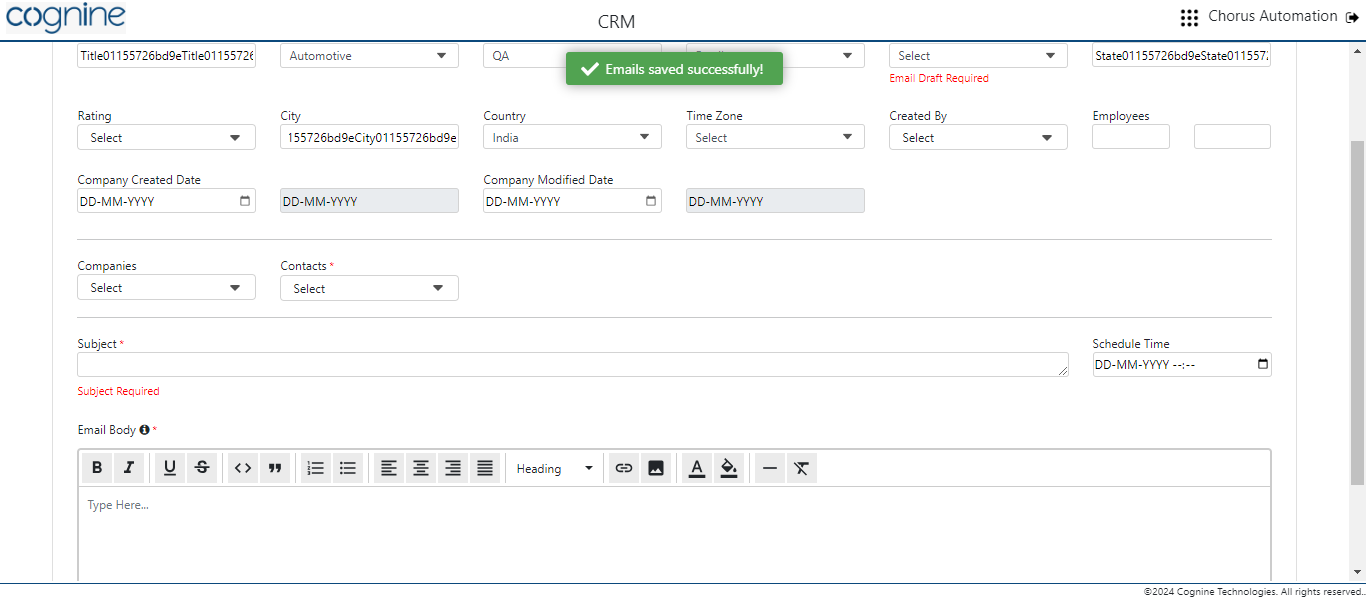 cognine
CRM
Chorus Automation
Title01155726bd9eTitle01155726
Automotive
QA
Select
State01155726bd9eState011557
Emails saved successfully!
Email Draft Required
Rating
City
Country
Time Zone
Created By
Employees
Select
155726bd9eCity01155726bd9e
India
Select
Select
Company Created Date
Company Modified Date
DD-MM-YYYY
DD-MM-YYYY
DD-MM-YYYY
DD-MM-YYYY
Companies
Contacts *
Select
Select
Subject *
Schedule Time
DD-MM-YYYY --:--
Subject Required
Email Body *
B I U S <> ” Heading A
Type Here...
©2024 Cognine Technologies. All rights reserved..